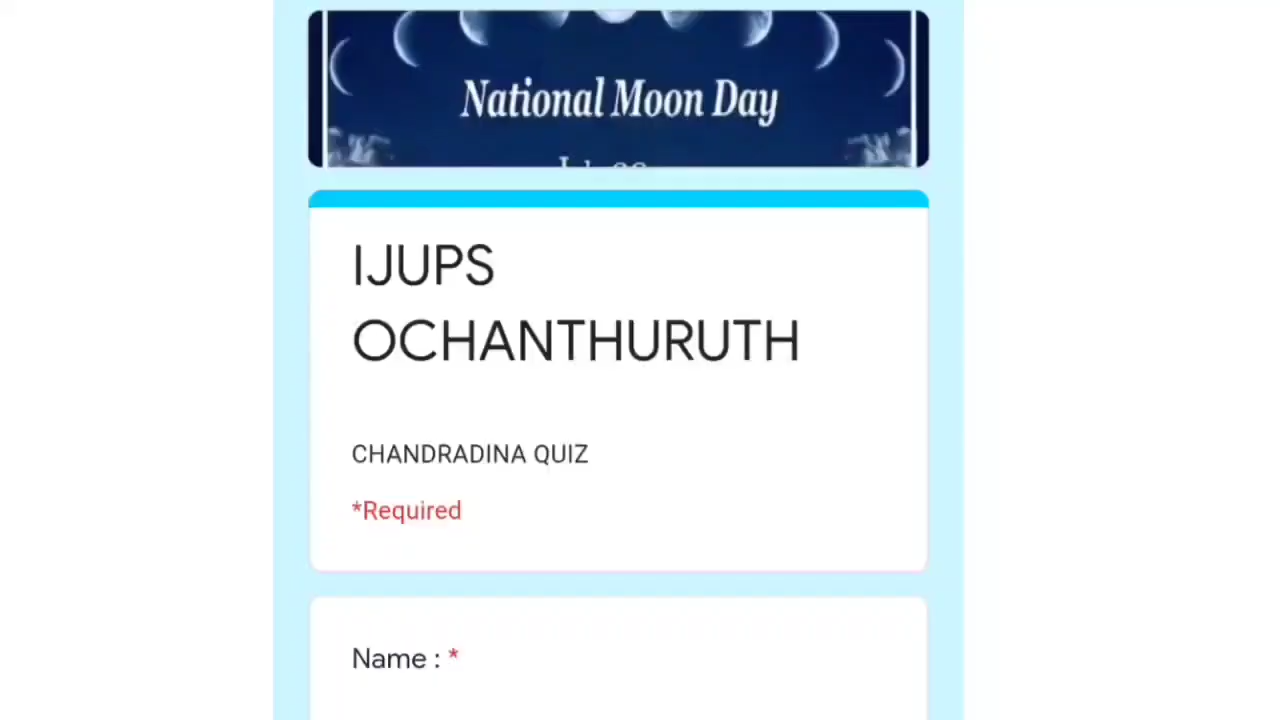 National Moon Day
IJUPS
OCHANTHURUTH
CHANDRADINA QUIZ
*Required
Name : *